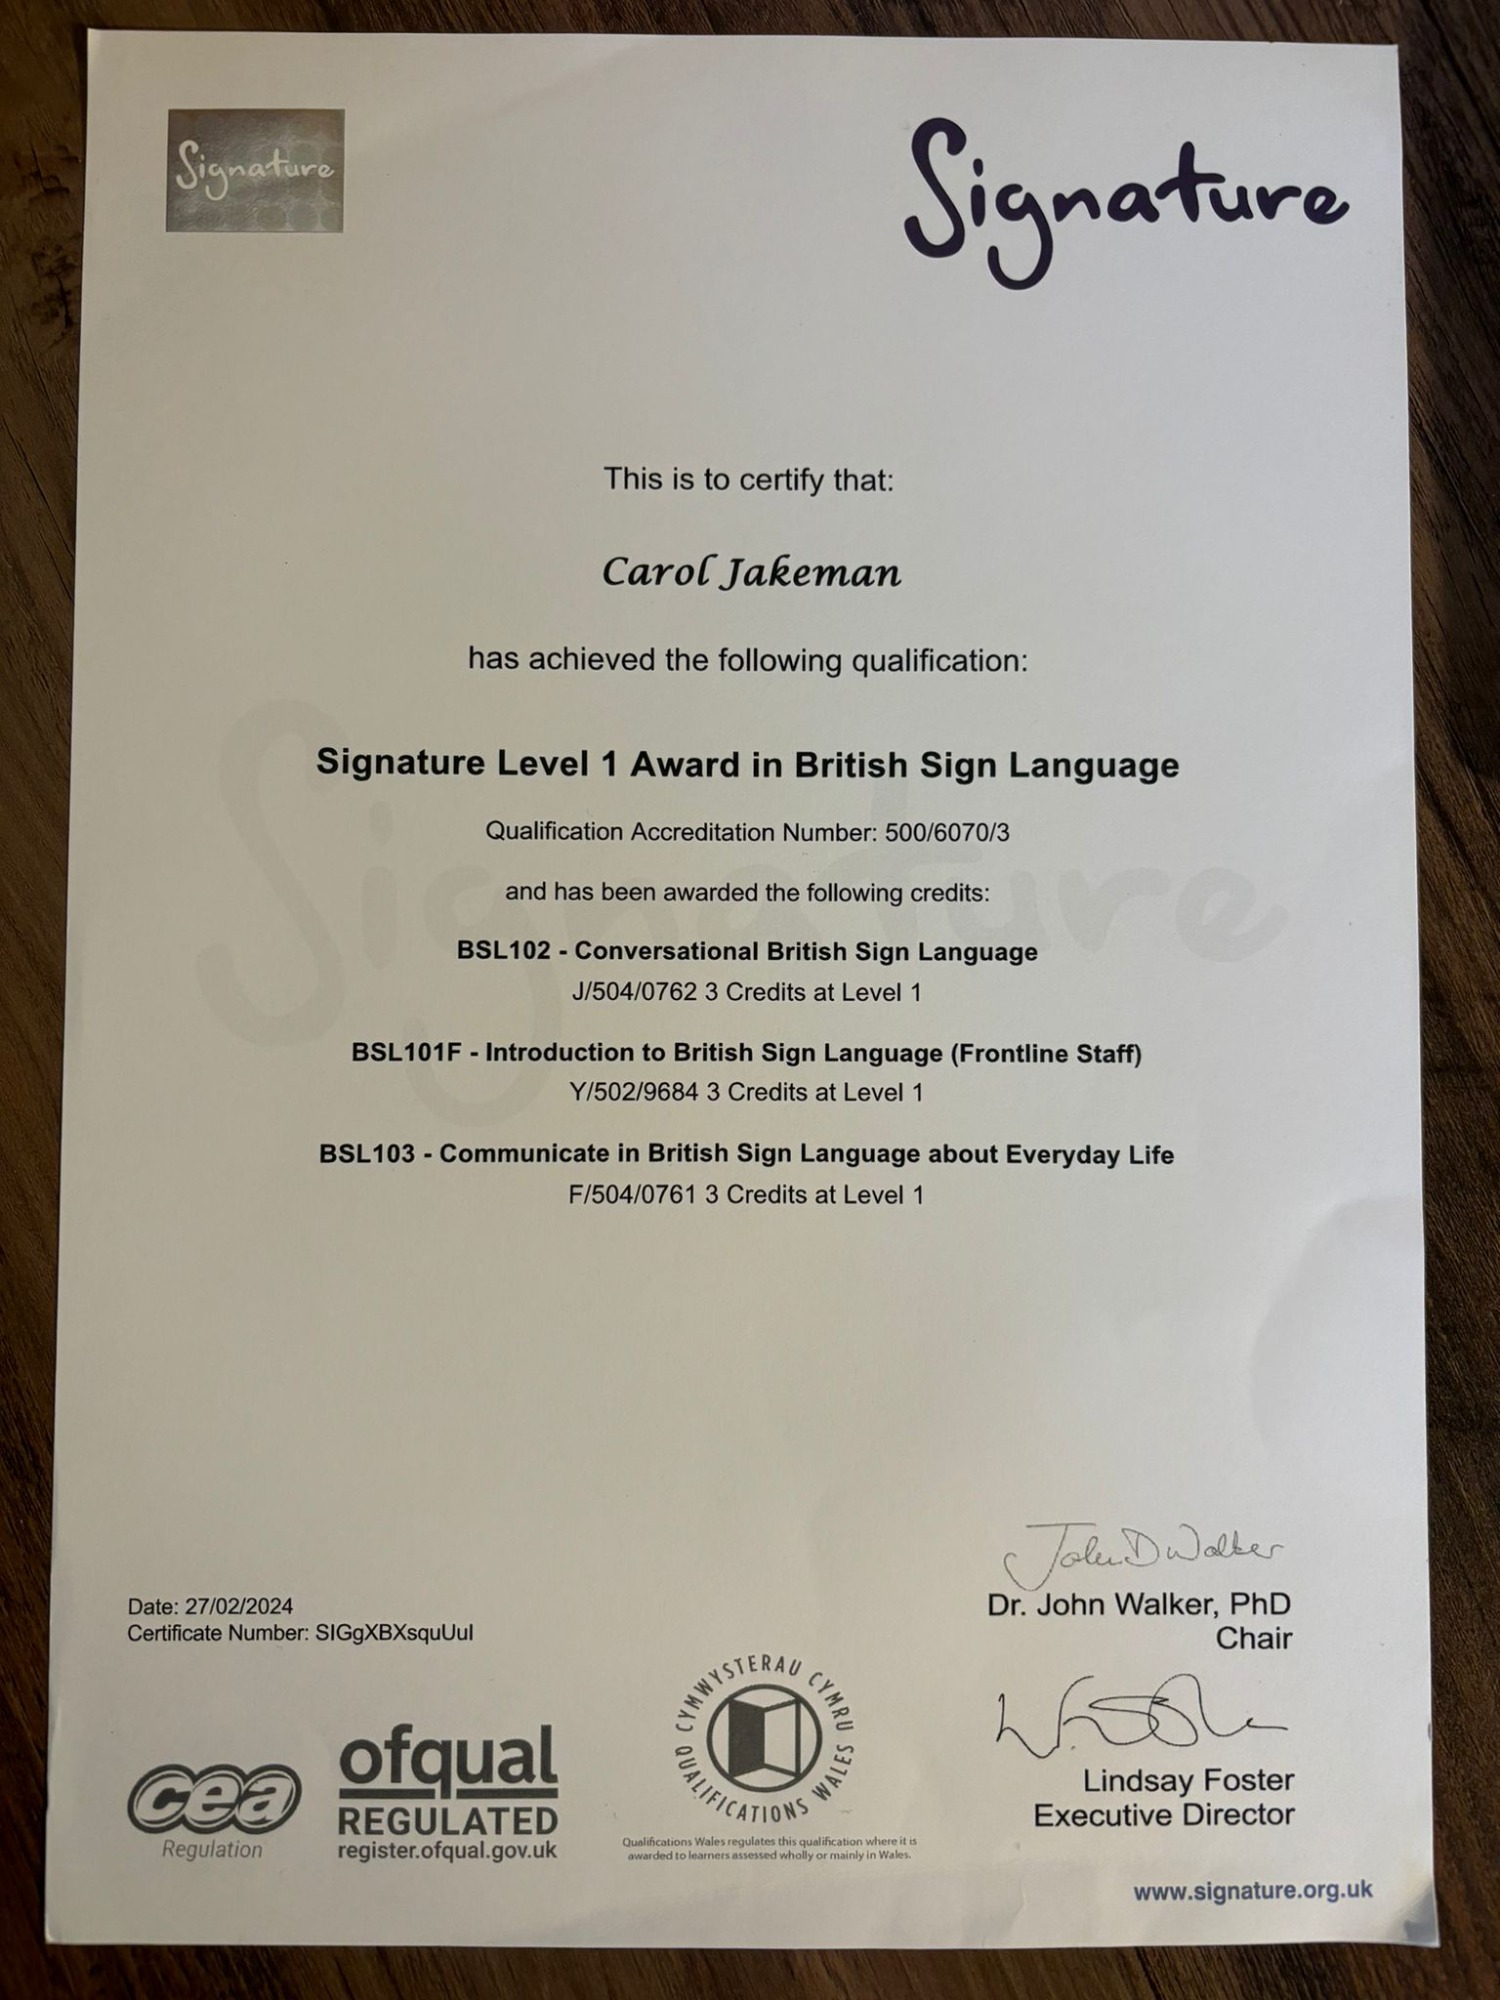 Signature
Signature
This is to certify that:
Carol Jakeman
has achieved the following qualification:
Signature Level 1 Award in British Sign Language
Qualification Accreditation Number: 500/6070/3
and has been awarded the following credits:
BSL102 - Conversational British Sign Language
J/504/0762 3 Credits at Level 1
BSL101F - Introduction to British Sign Language (Frontline Staff)
Y/502/9684 3 Credits at Level 1
BSL103 - Communicate in British Sign Language about Everyday Life
F/504/0761 3 Credits at Level 1
Signature
John D Walker
Dr. John Walker, PhD
Chair
Date: 27/02/2024
Certificate Number: SIGgXBXsquUuI
Lindsay Foster
Executive Director
cea
Regulation
ofqual
REGULATED
register.ofqual.gov.uk
CYMWYSTERAU CYMRU
QUALIFICATIONS WALES
Qualifications Wales regulates this qualification where it is
awarded to learners assessed wholly or mainly in Wales.
www.signature.org.uk